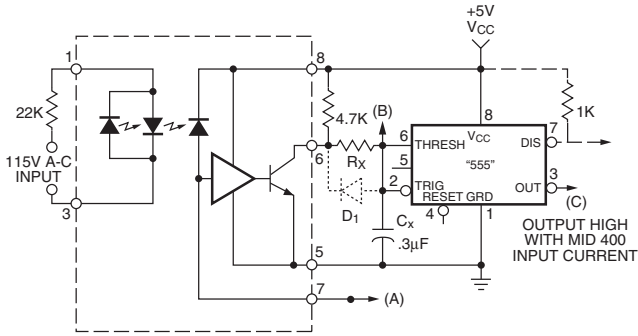 +5V
VCC
1
8
22K
4.7K
(B)
1K
8
VCC
7
6
THRESH
DIS
6
RX
5
"555"
115V A-C
INPUT
2
TRIG
3
OUT
RESET GRD
(C)
3
D1
4
1
CX
.3μF
OUTPUT HIGH
WITH MID 400
INPUT CURRENT
5
7
(A)